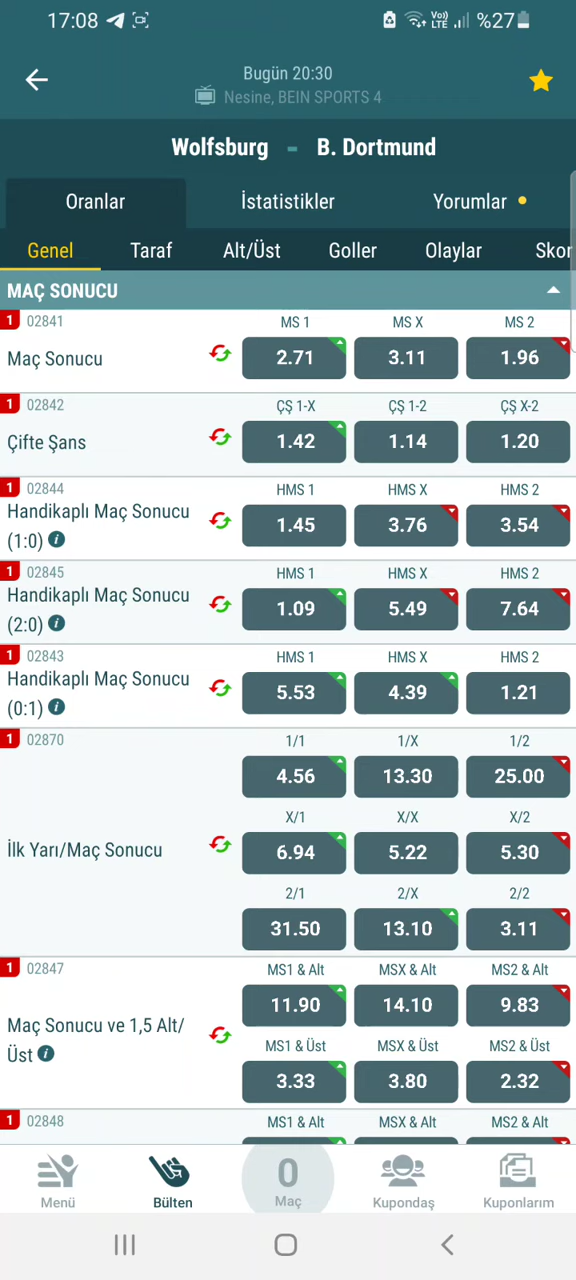 17:08 Vo)) LTE %27
Bugün 20:30
Nesine, BEIN SPORTS 4
Wolfsburg - B. Dortmund
Oranlar İstatistikler Yorumlar
Genel Taraf Alt/Üst Goller Olaylar Skor
MAÇ SONUCU
1 02841 MS 1 MS X MS 2
Maç Sonucu 2.71 3.11 1.96
1 02842 ÇŞ 1-X ÇŞ 1-2 ÇŞ X-2
Çifte Şans 1.42 1.14 1.20
1 02844 HMS 1 HMS X HMS 2
Handikaplı Maç Sonucu
(1:0) i 1.45 3.76 3.54
1 02845 HMS 1 HMS X HMS 2
Handikaplı Maç Sonucu
(2:0) i 1.09 5.49 7.64
1 02843 HMS 1 HMS X HMS 2
Handikaplı Maç Sonucu
(0:1) i 5.53 4.39 1.21
1 02870 1/1 1/X 1/2
4.56 13.30 25.00
X/1 X/X X/2
İlk Yarı/Maç Sonucu 6.94 5.22 5.30
2/1 2/X 2/2
31.50 13.10 3.11
1 02847 MS1 & Alt MSX & Alt MS2 & Alt
11.90 14.10 9.83
Maç Sonucu ve 1,5 Alt/
Üst i MS1 & Üst MSX & Üst MS2 & Üst
3.33 3.80 2.32
1 02848 MS1 & Alt MSX & Alt MS2 & Alt
0
Menü Bülten Maç Kupondaş Kuponlarım